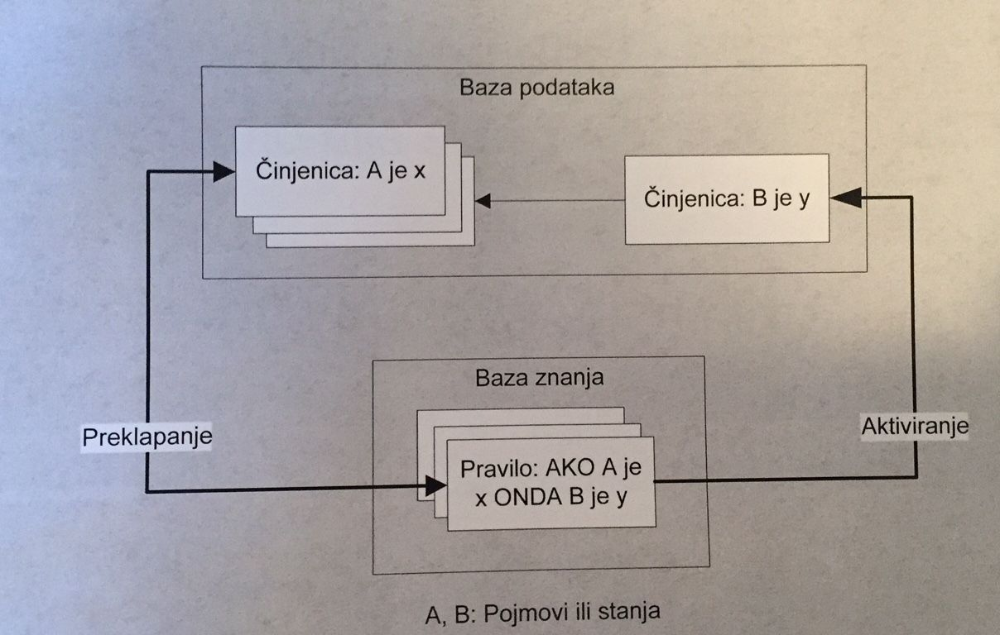 Baza podataka
Činjenica: A je x
Činjenica: B je y
Baza znanja
Preklapanje
Aktiviranje
Pravilo: AKO A je
x ONDA B je y
A, B: Pojmovi ili stanja